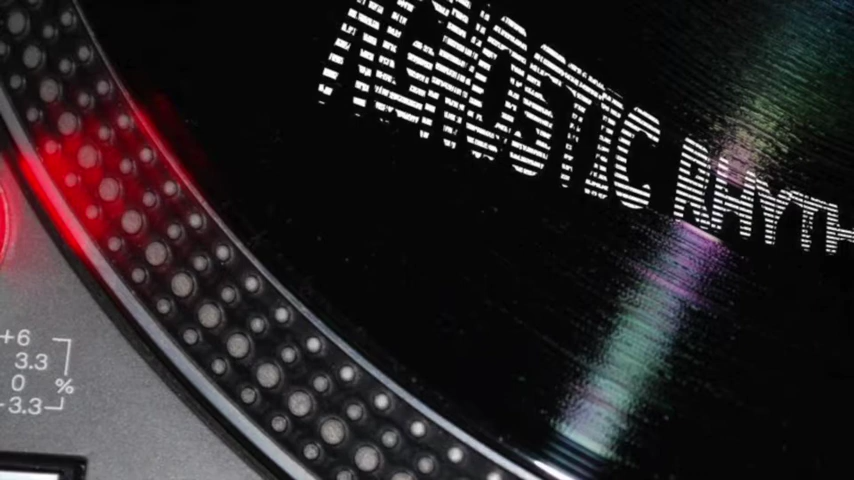 AGNOSTIC RHYTH
+6
3.3
0 %
-3.3